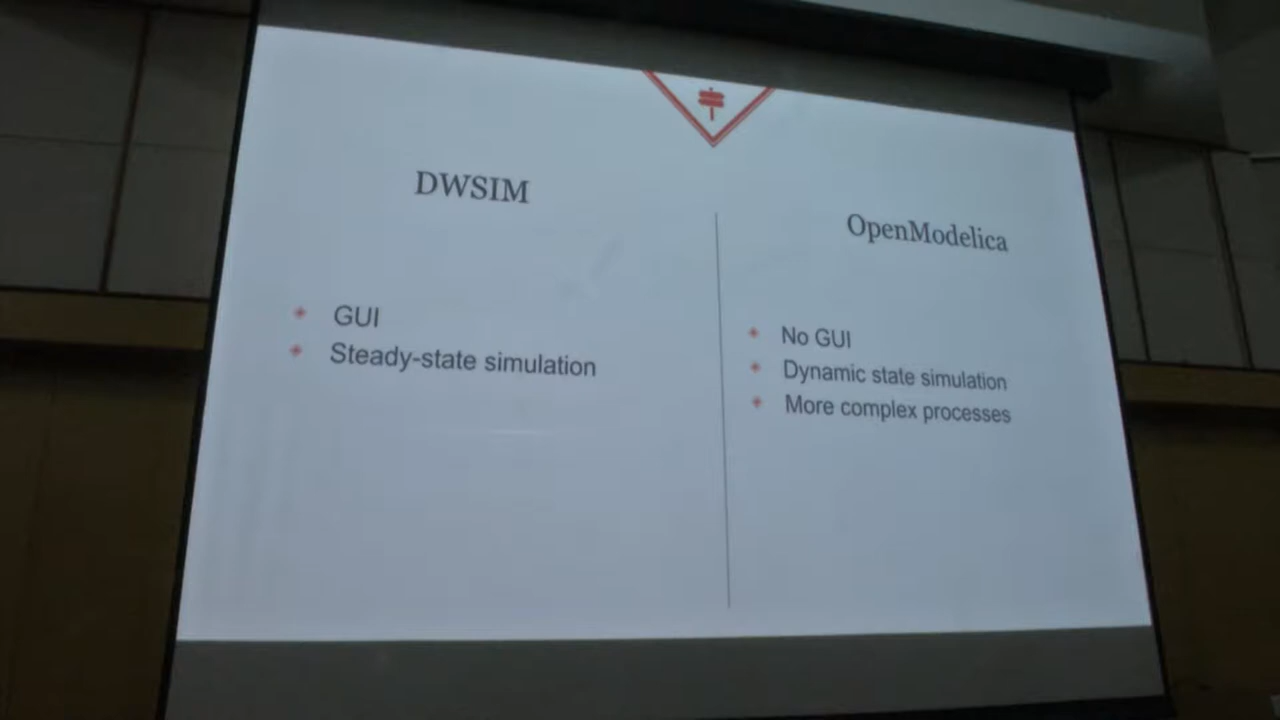 DWSIM
GUI
Steady-state simulation
OpenModelica
No GUI
Dynamic state simulation
More complex processes